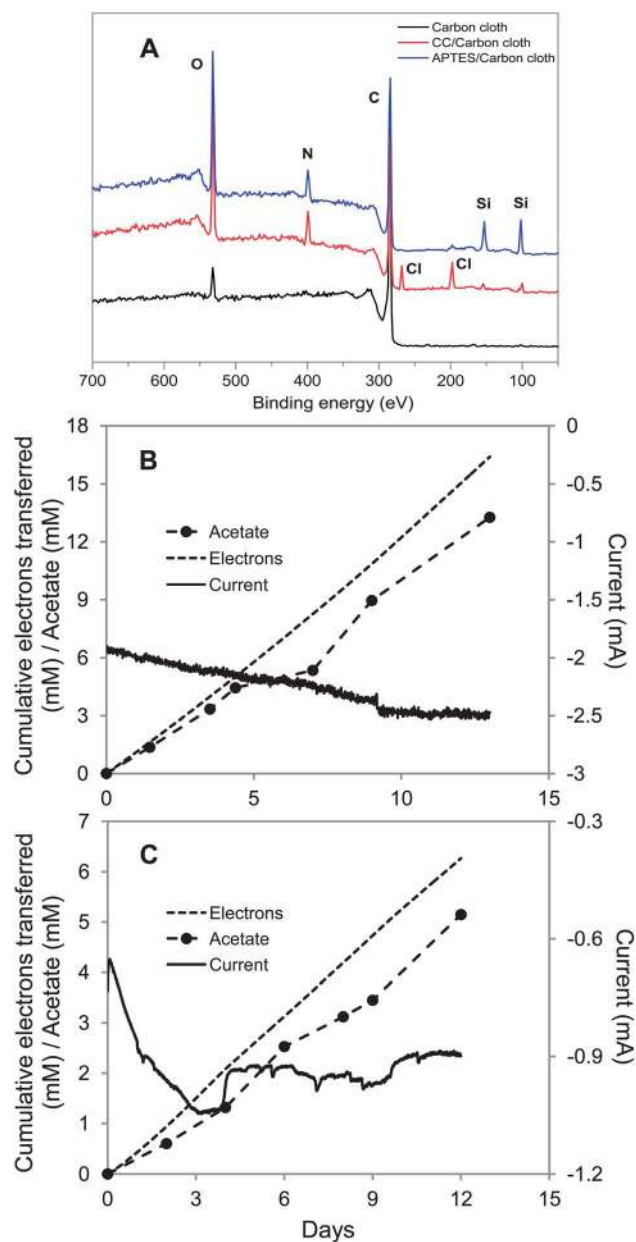 A
Carbon cloth
CC/Carbon cloth
APTES/Carbon cloth
O
C
N
Si
Si
Cl
Cl
700
600
500
400
300
200
100
Binding energy (eV)
B
Cumulative electrons transferred
(mM) / Acetate (mM)
18
15
12
9
6
3
0
Acetate
Electrons
Current
0
-0.5
-1
-1.5
-2
-2.5
-3
Current (mA)
0
5
10
15
C
Cumulative electrons transferred
(mM) / Acetate (mM)
7
6
5
4
3
2
1
0
Electrons
Acetate
Current
-0.3
-0.6
-0.9
-1.2
Current (mA)
0
3
6
9
12
15
Days